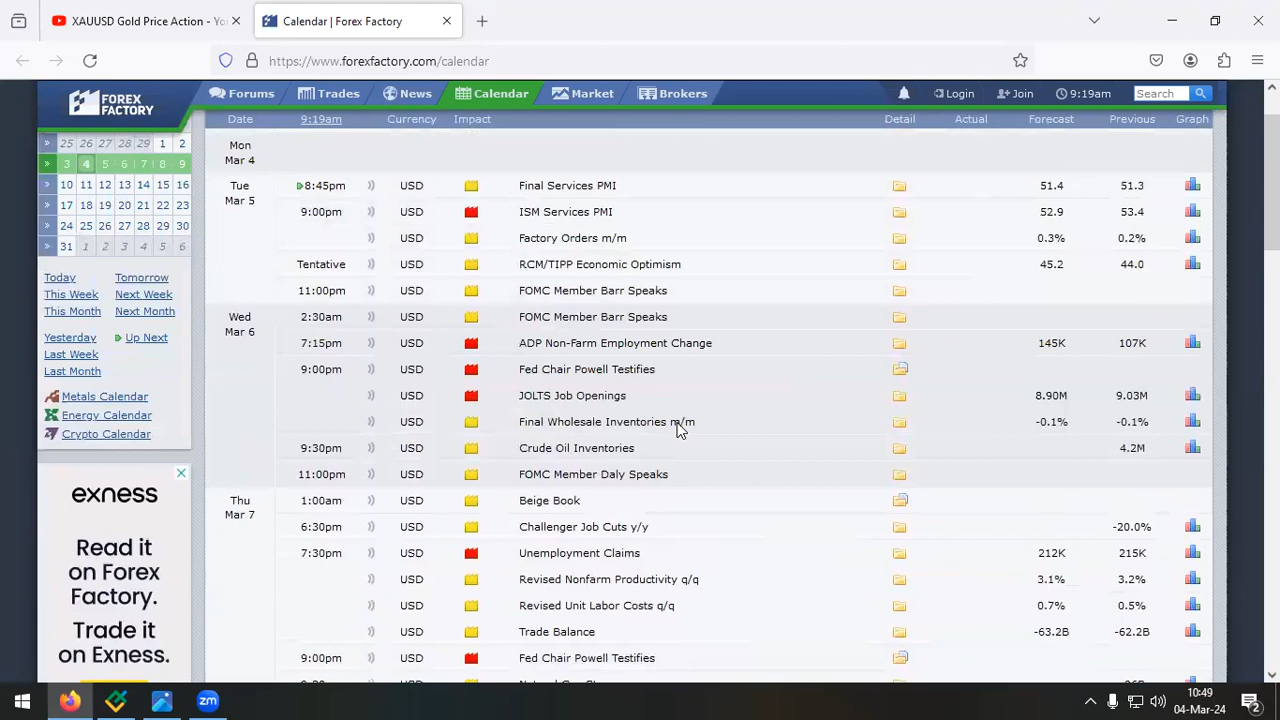 XAUUSD Gold Price Action - Yo
Calendar | Forex Factory
https://www.forexfactory.com/calendar
FOREX FACTORY
Forums Trades News Calendar Market Brokers Login Join 9:19am Search
Date 9:19am Currency Impact Detail Actual Forecast Previous Graph
25 26 27 28 29 1 2
3 4 5 6 7 8 9
10 11 12 13 14 15 16
17 18 19 20 21 22 23
24 25 26 27 28 29 30
31 1 2 3 4 5 6
Today Tomorrow
This Week Next Week
This Month Next Month
Yesterday Up Next
Last Week
Last Month
Metals Calendar
Energy Calendar
Crypto Calendar
exness
Read it
on Forex
Factory.
Trade it
on Exness.
Mon
Mar 4
Tue
Mar 5
8:45pm USD Final Services PMI 51.4 51.3
9:00pm USD ISM Services PMI 52.9 53.4
USD Factory Orders m/m 0.3% 0.2%
Tentative USD RCM/TIPP Economic Optimism 45.2 44.0
11:00pm USD FOMC Member Barr Speaks
Wed
Mar 6
2:30am USD FOMC Member Barr Speaks
7:15pm USD ADP Non-Farm Employment Change 145K 107K
9:00pm USD Fed Chair Powell Testifies
USD JOLTS Job Openings 8.90M 9.03M
USD Final Wholesale Inventories m/m -0.1% -0.1%
9:30pm USD Crude Oil Inventories 4.2M
11:00pm USD FOMC Member Daly Speaks
Thu
Mar 7
1:00am USD Beige Book
6:30pm USD Challenger Job Cuts y/y -20.0%
7:30pm USD Unemployment Claims 212K 215K
USD Revised Nonfarm Productivity q/q 3.1% 3.2%
USD Revised Unit Labor Costs q/q 0.7% 0.5%
USD Trade Balance -63.2B -62.2B
9:00pm USD Fed Chair Powell Testifies
zm
10:49
04-Mar-24
2